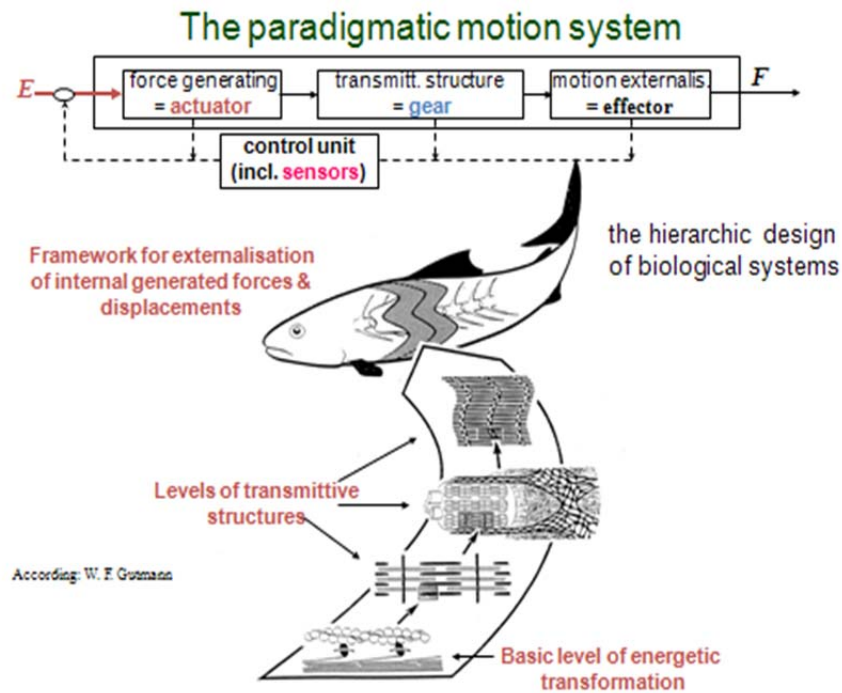 The paradigmatic motion system
E
force generating
= actuator
transmitt. structure
= gear
motion externalis.
= effector
F
control unit
(incl. sensors)
Framework for externalisation
of internal generated forces &
displacements
the hierarchic design
of biological systems
Levels of transmittive
structures
According: W. F. Gutmann
Basic level of energetic
transformation